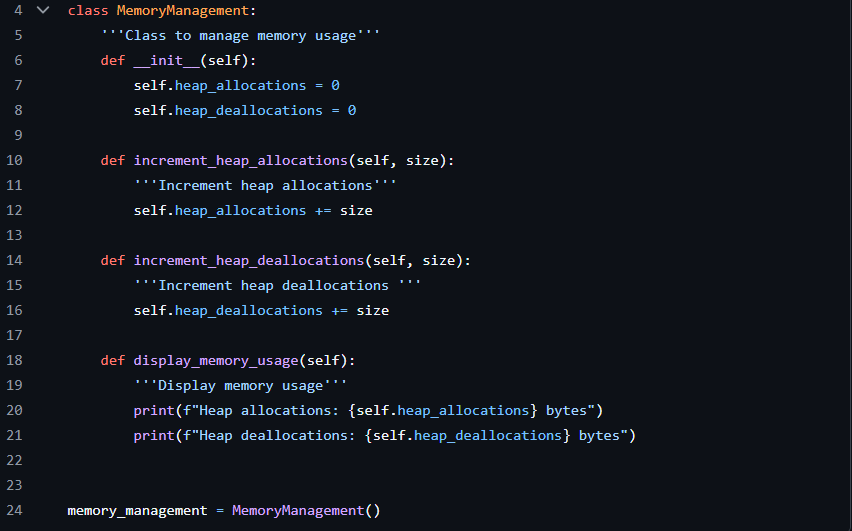 4 class MemoryManagement:
5     '''Class to manage memory usage'''
6     def __init__(self):
7         self.heap_allocations = 0
8         self.heap_deallocations = 0
9
10     def increment_heap_allocations(self, size):
11         '''Increment heap allocations'''
12         self.heap_allocations += size
13
14     def increment_heap_deallocations(self, size):
15         '''Increment heap deallocations '''
16         self.heap_deallocations += size
17
18     def display_memory_usage(self):
19         '''Display memory usage'''
20         print(f"Heap allocations: {self.heap_allocations} bytes")
21         print(f"Heap deallocations: {self.heap_deallocations} bytes")
22
23
24 memory_management = MemoryManagement()